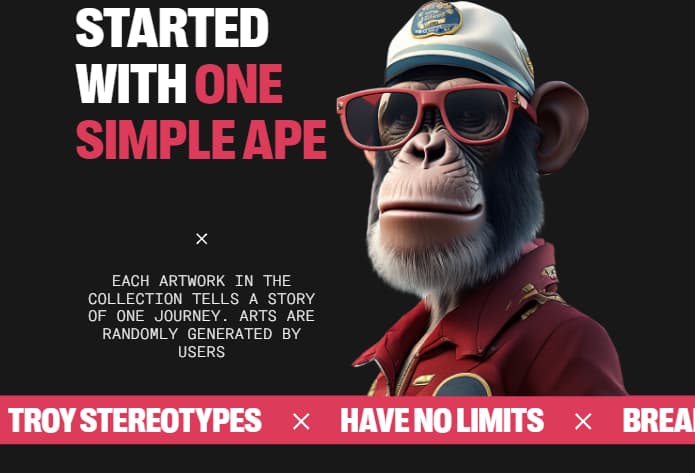 STARTED
WITH ONE
SIMPLE APE
EACH ARTWORK IN THE
COLLECTION TELLS A STORY
OF ONE JOURNEY. ARTS ARE
RANDOMLY GENERATED BY
USERS
TROY STEREOTYPES × HAVE NO LIMITS × BREA